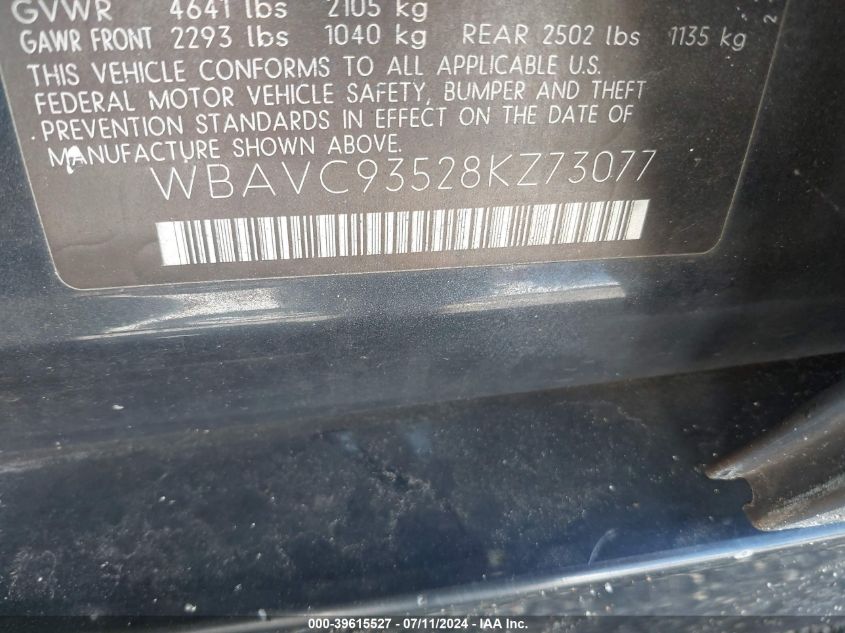 GVWR 4641 lbs 2105 kg
GAWR FRONT 2293 lbs 1040 kg REAR 2502 lbs 1135 kg
THIS VEHICLE CONFORMS TO ALL APPLICABLE U.S.
FEDERAL MOTOR VEHICLE SAFETY, BUMPER AND THEFT
PREVENTION STANDARDS IN EFFECT ON THE DATE OF
MANUFACTURE SHOWN ABOVE.
WBAVC93528KZ73077
000-39615527 - 07/11/2024 - IAA Inc.